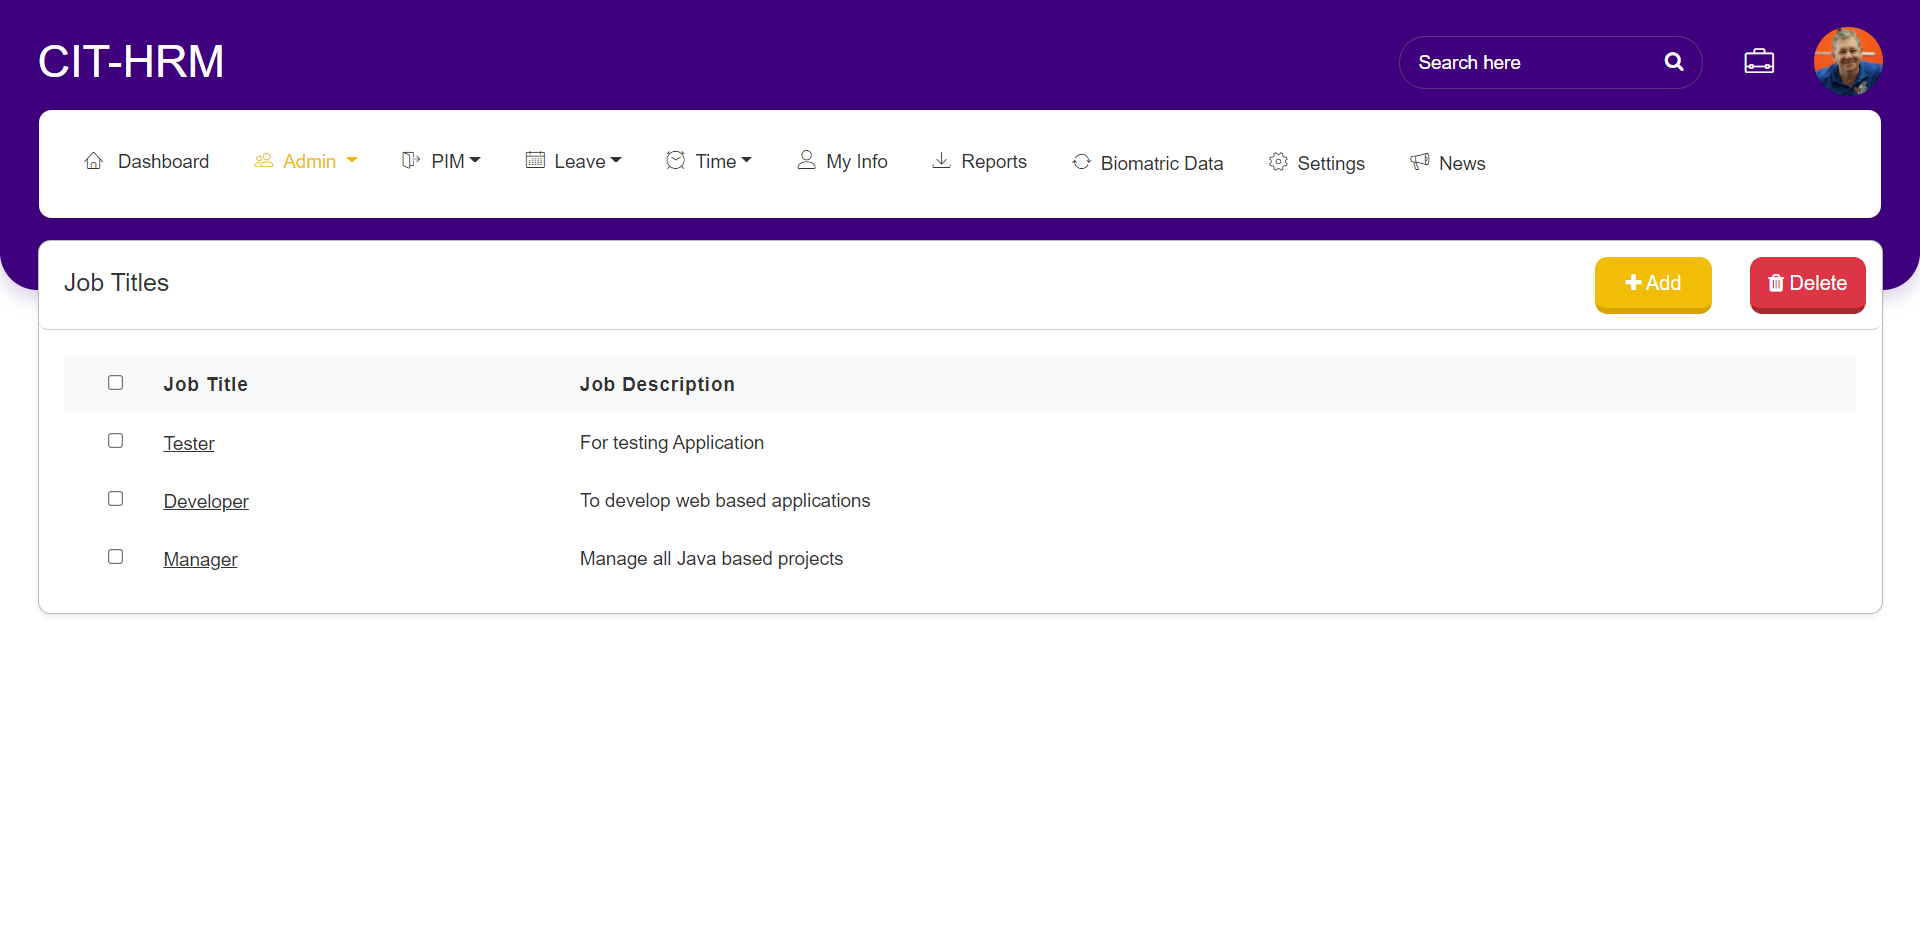 CIT-HRM
Search here
Dashboard Admin PIM Leave Time My Info Reports Biomatric Data Settings News
Job Titles
Add Delete
Job Title Job Description
Tester For testing Application
Developer To develop web based applications
Manager Manage all Java based projects